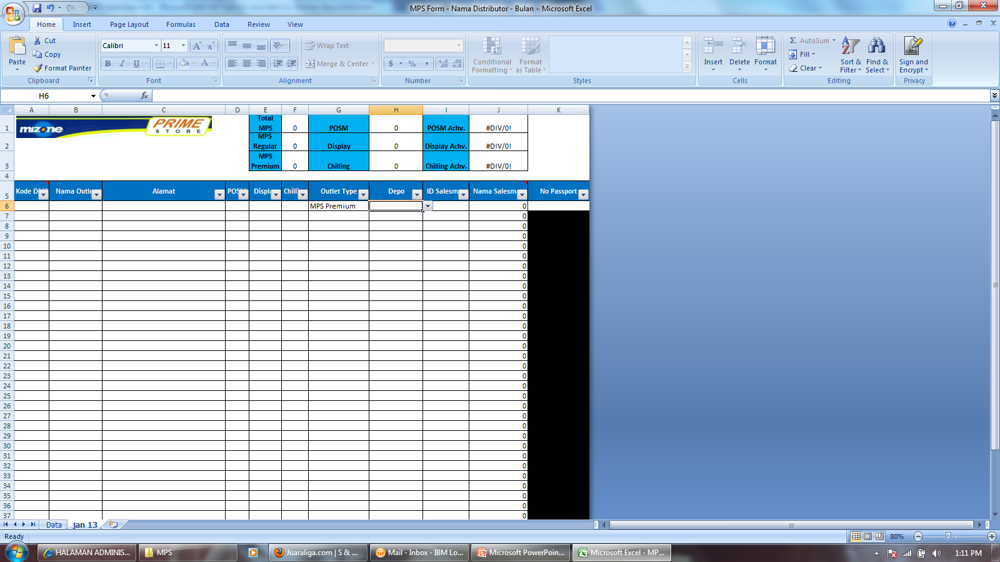 MPS Form - Nama Distributor - Bulan - Microsoft Excel
Home Insert Page Layout Formulas Data Review View
Paste
Cut
Copy
Format Painter
Clipboard
Calibri 11
B I U
Font
Wrap Text
Merge & Center
Alignment
$ % ,
Number
Conditional Formatting
Format as Table
Styles
Insert Delete Format
Cells
Σ AutoSum
Fill
Clear
Sort & Filter
Find & Select
Editing
Sign and Encrypt
Privacy
H6 fx
A B C D E F G H I J K
mizone PRIME STORE
1 Total MPS 0 POSM 0 POSM Achv. #DIV/0!
2 MPS Regular 0 Display 0 Display Achv. #DIV/0!
3 MPS Premium 0 Chilling 0 Chilling Achv. #DIV/0!
4
5 Kode D Nama Outl Alamat POS Displ Chill Outlet Type Depo ID Salesm Nama Salesm No Passport
6 MPS Premium 0
7 0
8 0
9 0
10 0
11 0
12 0
13 0
14 0
15 0
16 0
17 0
18 0
19 0
20 0
21 0
22 0
23 0
24 0
25 0
26 0
27 0
28 0
29 0
30 0
31 0
32 0
33 0
34 0
35 0
36 0
37 0
Data jan 13
Ready 80%
HALAMAN ADMINIS... MPS Juaraliga.com | S & ... Mail - Inbox - IBM Lo... Microsoft PowerPoin... Microsoft Excel - MP... 1:11 PM